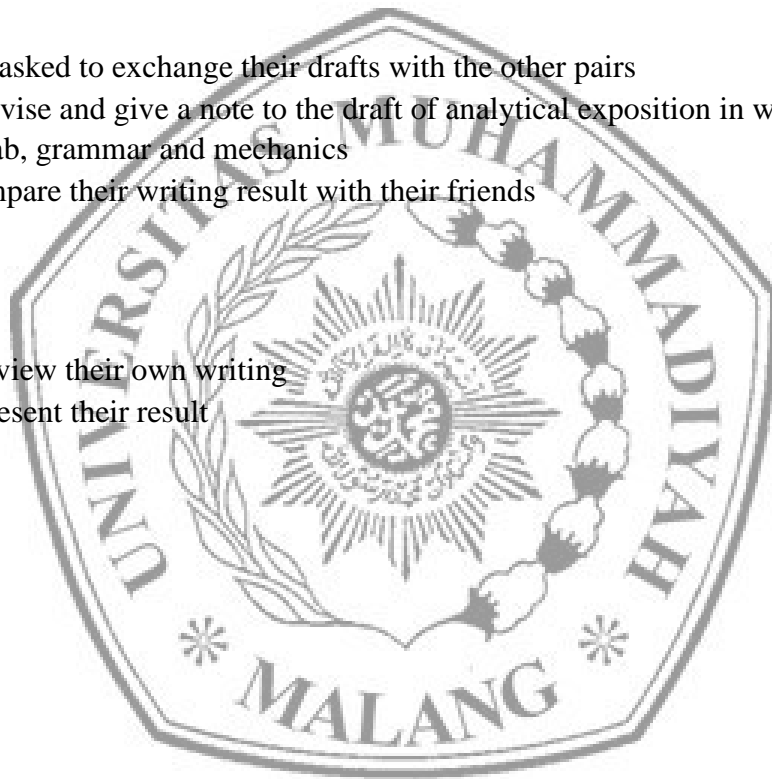 asked to exchange their drafts with the other pairs
vise and give a note to the draft of analytical exposition in w
ab, grammar and mechanics
npare their writing result with their friends
view their own writing
resent their result
UNIVERSITAS MUHAMMADIYAH
MALANG